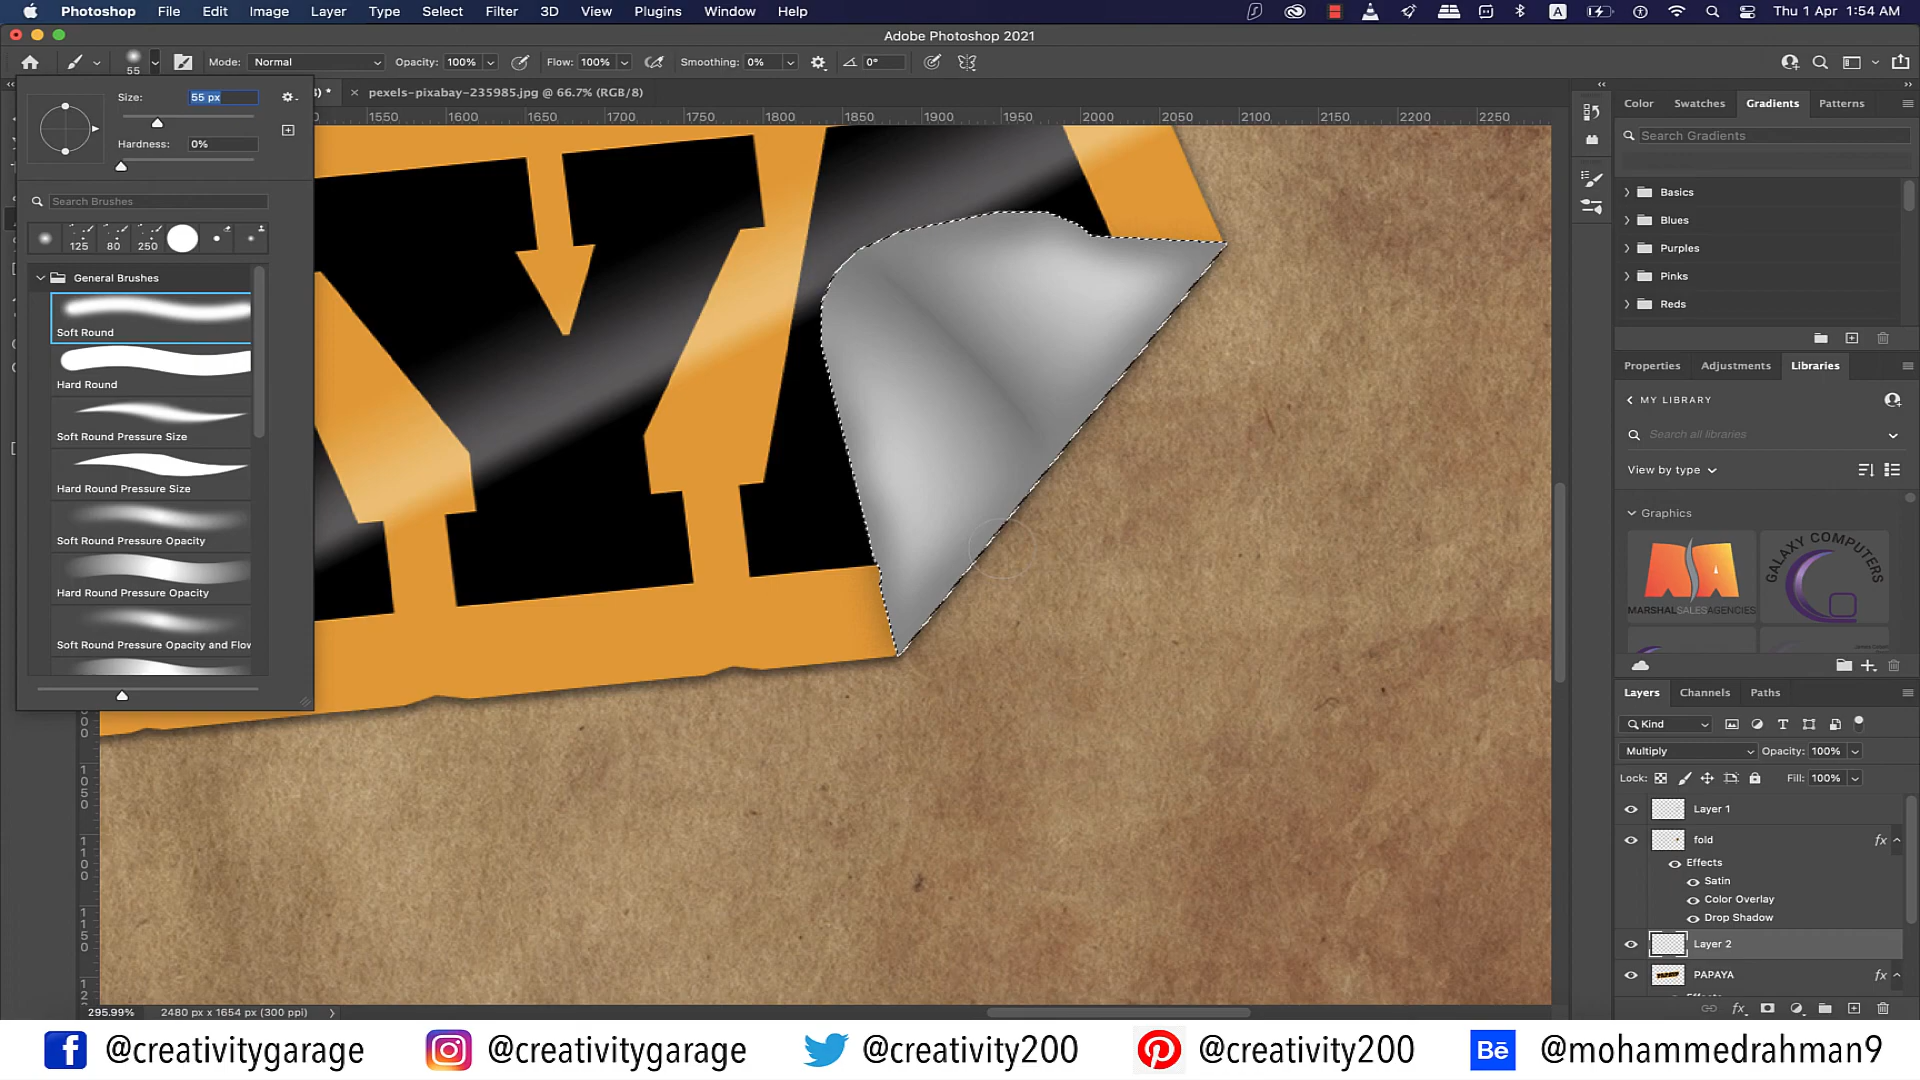 Photoshop File Edit Image Layer Type Select Filter 3D View Plugins Window Help
A Thu 1 Apr 1:54 AM
Adobe Photoshop 2021
55 Mode: Normal Opacity: 100% Flow: 100% Smoothing: 0% 0°
Size: 55 px
Hardness: 0%
Search Brushes
125 80 250
General Brushes
Soft Round
Hard Round
Soft Round Pressure Size
Hard Round Pressure Size
Soft Round Pressure Opacity
Hard Round Pressure Opacity
Soft Round Pressure Opacity and Flow
) * × pexels-pixabay-235985.jpg @ 66.7% (RGB/8)
1550 1600 1650 1700 1750 1800 1850 1900 1950 2000 2050 2100 2150 2200 2250
1050
1100
1150
Color Swatches Gradients Patterns
Search Gradients
Basics
Blues
Purples
Pinks
Reds
Properties Adjustments Libraries
MY LIBRARY
Search all libraries
View by type
Graphics
MARSHAL SALES AGENCIES
GALAXY COMPUTERS
Layers Channels Paths
Kind
Multiply Opacity: 100%
Lock: Fill: 100%
Layer 1
fold fx
Effects
Satin
Color Overlay
Drop Shadow
Layer 2
PAPAYA fx
295.99% 2480 px x 1654 px (300 ppi)
@creativitygarage @creativitygarage @creativity200 @creativity200 Bē @mohammedrahman9